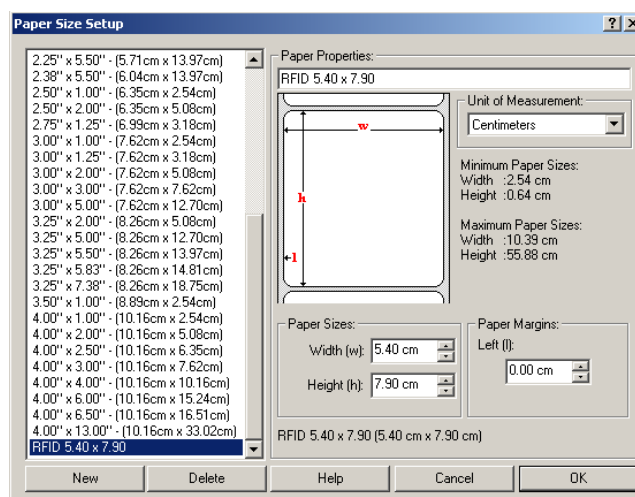 Paper Size Setup
2.25" x 5.50" - (5.71cm x 13.97cm)
2.38" x 5.50" - (6.04cm x 13.97cm)
2.50" x 1.00" - (6.35cm x 2.54cm)
2.50" x 2.00" - (6.35cm x 5.08cm)
2.75" x 1.25" - (6.99cm x 3.18cm)
3.00" x 1.00" - (7.62cm x 2.54cm)
3.00" x 1.25" - (7.62cm x 3.18cm)
3.00" x 2.00" - (7.62cm x 5.08cm)
3.00" x 3.00" - (7.62cm x 7.62cm)
3.00" x 5.00" - (7.62cm x 12.70cm)
3.25" x 2.00" - (8.26cm x 5.08cm)
3.25" x 5.00" - (8.26cm x 12.70cm)
3.25" x 5.50" - (8.26cm x 13.97cm)
3.25" x 5.83" - (8.26cm x 14.81cm)
3.25" x 7.38" - (8.26cm x 18.75cm)
3.50" x 1.00" - (8.89cm x 2.54cm)
4.00" x 1.00" - (10.16cm x 2.54cm)
4.00" x 2.00" - (10.16cm x 5.08cm)
4.00" x 2.50" - (10.16cm x 6.35cm)
4.00" x 3.00" - (10.16cm x 7.62cm)
4.00" x 4.00" - (10.16cm x 10.16cm)
4.00" x 6.00" - (10.16cm x 15.24cm)
4.00" x 6.50" - (10.16cm x 16.51cm)
4.00" x 13.00" - (10.16cm x 33.02cm)
RFID 5.40 x 7.90
Paper Properties:
RFID 5.40 x 7.90
w
h
l
Unit of Measurement:
Centimeters
Minimum Paper Sizes:
Width :2.54 cm
Height :0.64 cm
Maximum Paper Sizes:
Width :10.39 cm
Height :55.88 cm
Paper Sizes:
Width (w): 5.40 cm
Height (h): 7.90 cm
Paper Margins:
Left (l):
0.00 cm
RFID 5.40 x 7.90 (5.40 cm x 7.90 cm)
New
Delete
Help
Cancel
OK